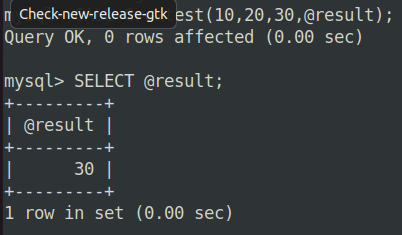 Check-new-release-gtk est(10,20,30,@result);
Query OK, 0 rows affected (0.00 sec)
mysql> SELECT @result;
+---------+
| @result |
+---------+
|      30 |
+---------+
1 row in set (0.00 sec)